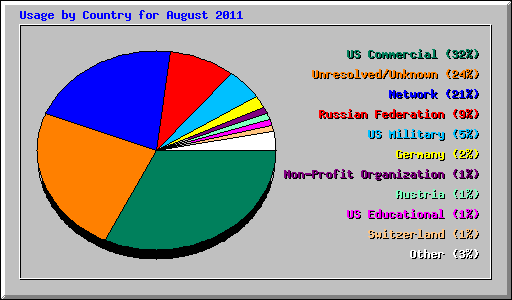 Usage by Country for August 2011
US Commercial (32%)
Unresolved/Unknown (24%)
Network (21%)
Russian Federation (9%)
US Military (5%)
Germany (2%)
Non-Profit Organization (1%)
Austria (1%)
US Educational (1%)
Switzerland (1%)
Other (3%)